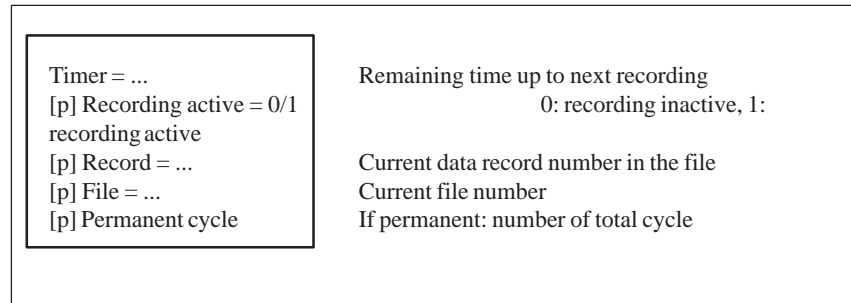 Timer = ... Remaining time up to next recording
[p] Recording active = 0/1 0: recording inactive, 1:
recording active
[p] Record = ... Current data record number in the file
[p] File = ... Current file number
[p] Permanent cycle If permanent: number of total cycle